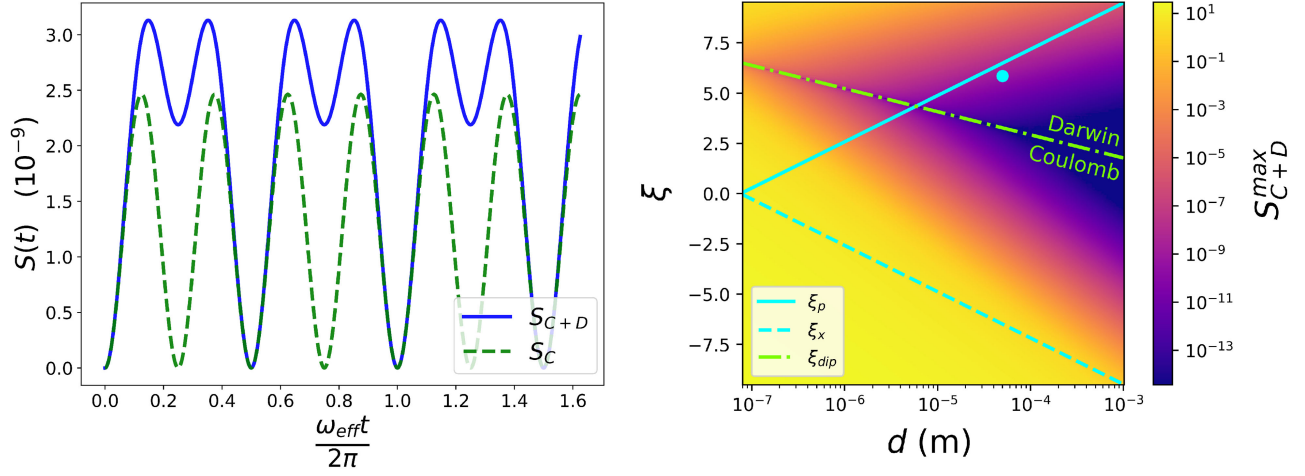 S(t) (10⁻⁹)
3.0
2.5
2.0
1.5
1.0
0.5
0.0
0.0 0.2 0.4 0.6 0.8 1.0 1.2 1.4 1.6
ω_eff t
2π
S_{C+D}
S_C
ξ
7.5
5.0
2.5
0.0
−2.5
−5.0
−7.5
Darwin
Coulomb
ξ_p
ξ_x
ξ_dip
10⁻⁷ 10⁻⁶ 10⁻⁵ 10⁻⁴ 10⁻³
d (m)
10¹
10⁻¹
10⁻³
10⁻⁵
10⁻⁷
10⁻⁹
10⁻¹¹
10⁻¹³
S^{max}_{C+D}